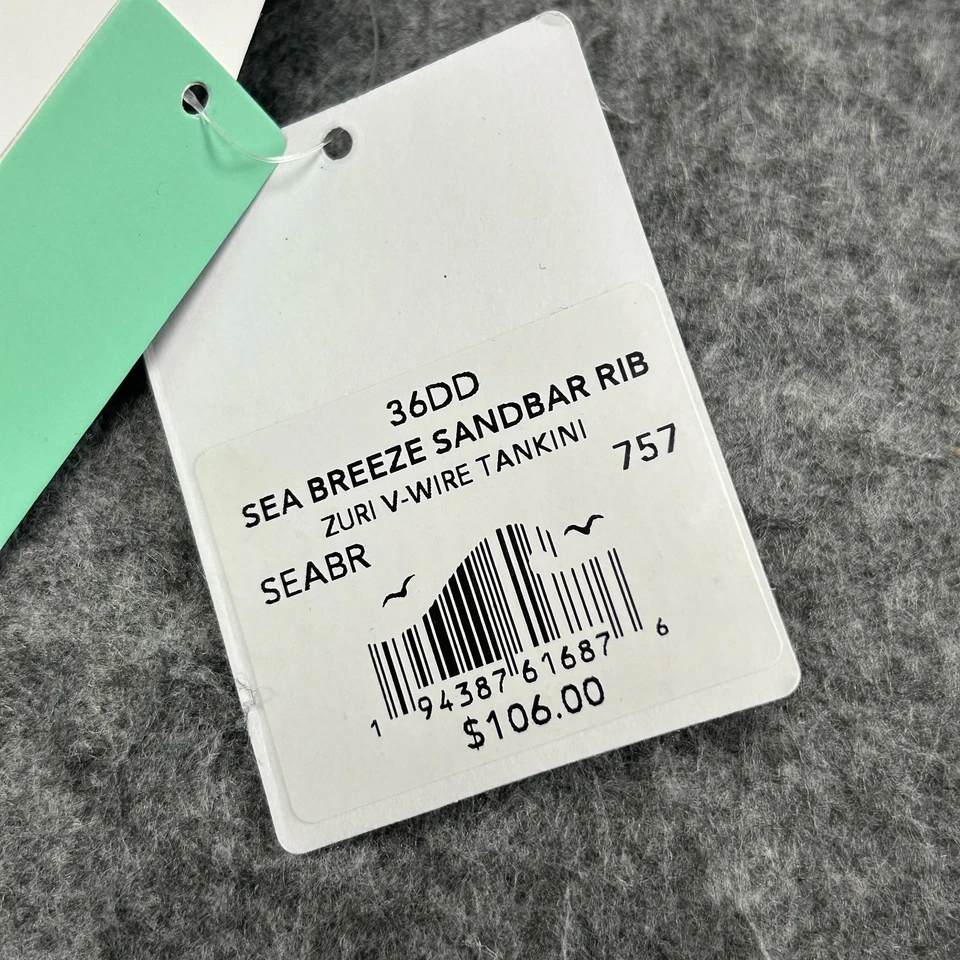 36DD
SEA BREEZE SANDBAR RIB
ZURI V-WIRE TANKINI 757
SEABR
1 94387 61687 6
$106.00